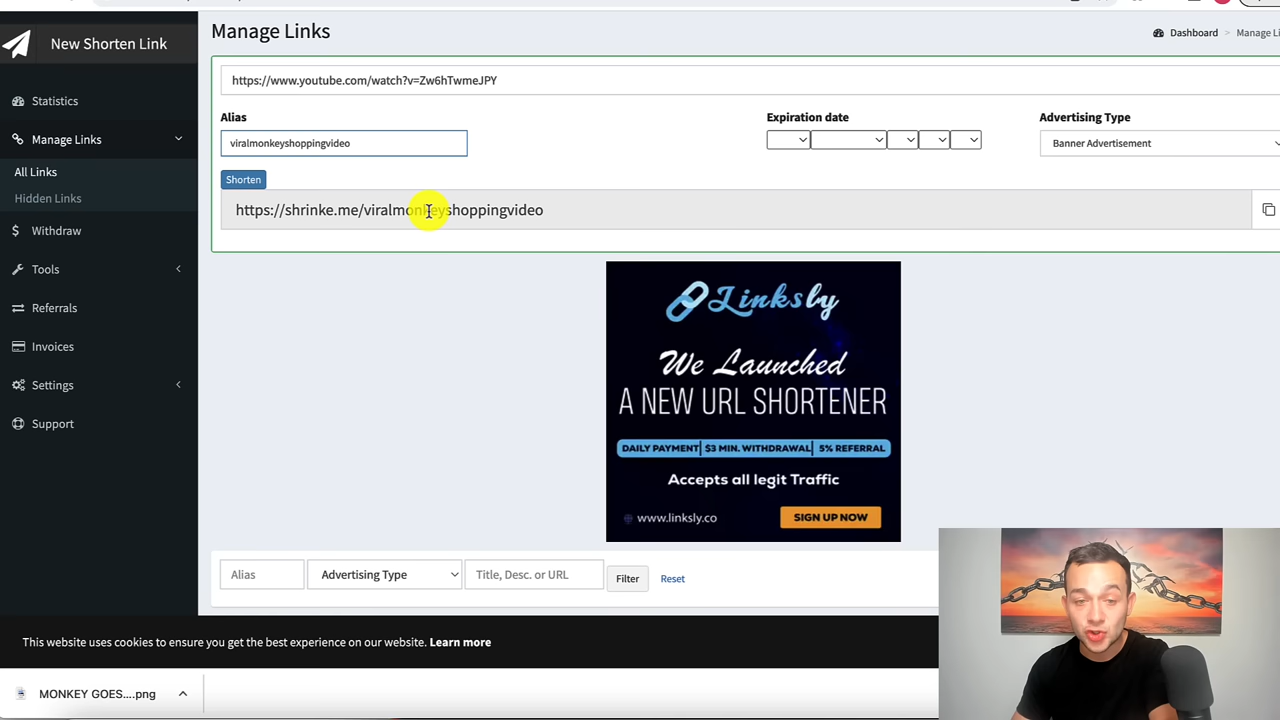 New Shorten Link
Manage Links
Dashboard > Manage Li
https://www.youtube.com/watch?v=Zw6hTwmeJPY
Statistics
Alias
Expiration date
Advertising Type
Manage Links
viralmonkeyshoppingvideo
Banner Advertisement
All Links
Shorten
Hidden Links
https://shrinke.me/viralmonkeyshoppingvideo
Withdraw
Tools
Referrals
Invoices
Settings
Support
Linksly
We Launched
A NEW URL SHORTENER
DAILY PAYMENT| $3 MIN. WITHDRAWAL| 5% REFERRAL
Accepts all legit Traffic
www.linksly.co
SIGN UP NOW
Alias
Advertising Type
Title, Desc. or URL
Filter
Reset
This website uses cookies to ensure you get the best experience on our website. Learn more
MONKEY GOES....png